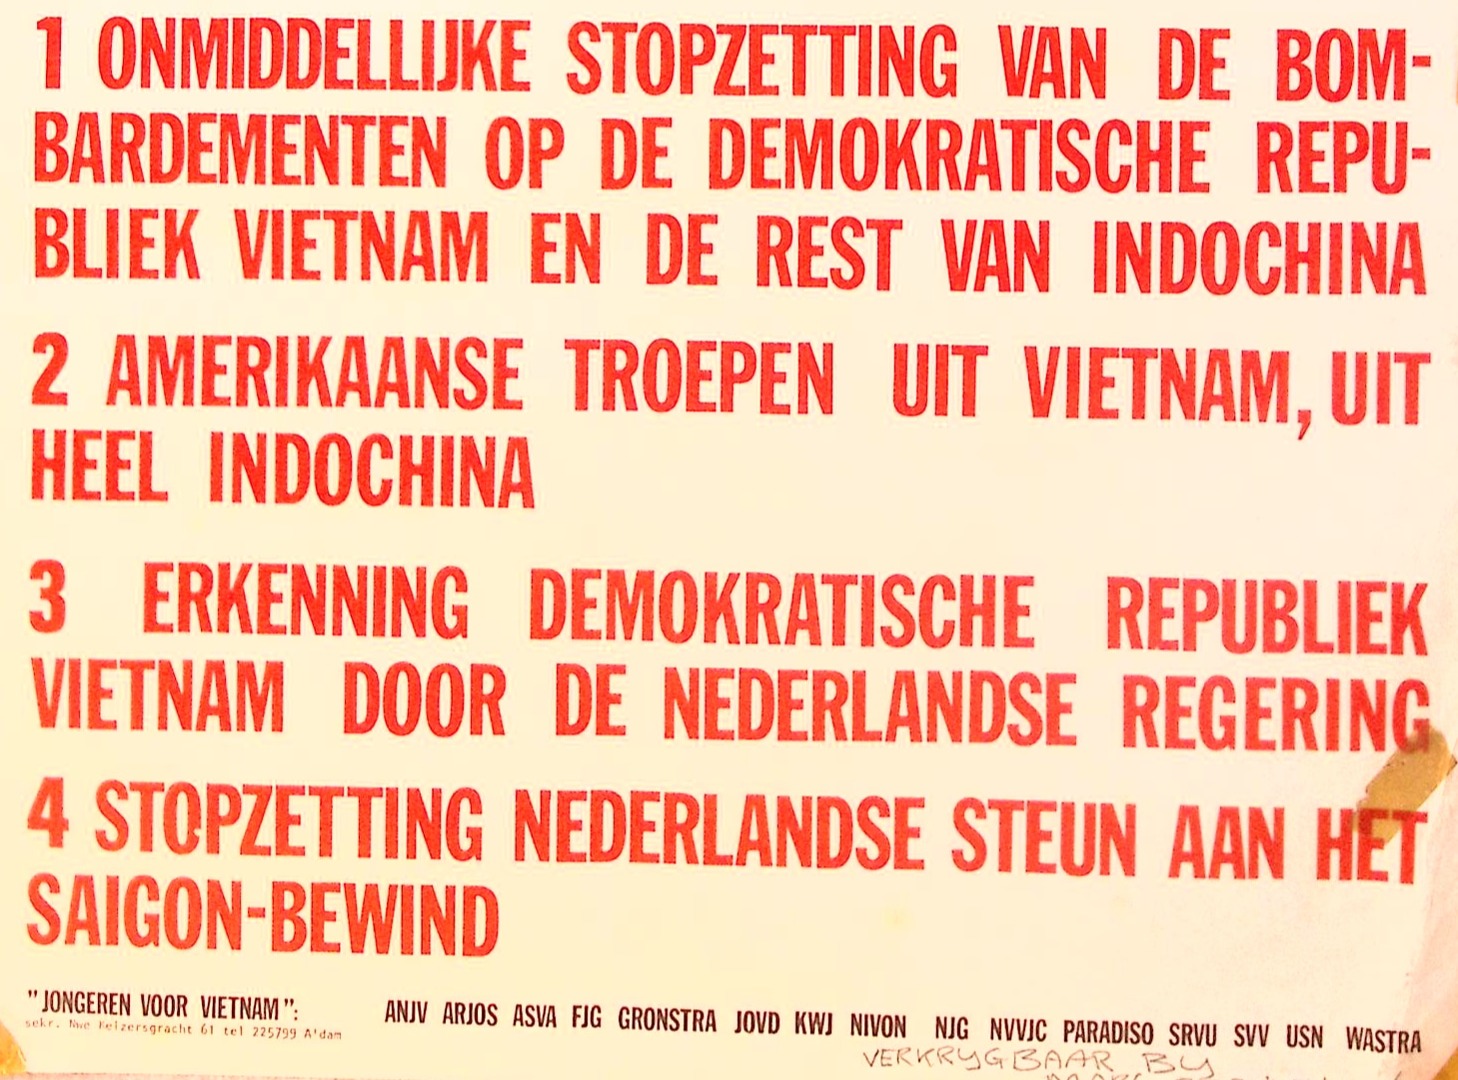 1 ONMIDDELLIJKE STOPZETTING VAN DE BOM-
BARDEMENTEN OP DE DEMOKRATISCHE REPU-
BLIEK VIETNAM EN DE REST VAN INDOCHINA
2 AMERIKAANSE TROEPEN UIT VIETNAM, UIT
HEEL INDOCHINA
3 ERKENNING DEMOKRATISCHE REPUBLIEK
VIETNAM DOOR DE NEDERLANDSE REGERING
4 STOPZETTING NEDERLANDSE STEUN AAN HET
SAIGON-BEWIND
"JONGEREN VOOR VIETNAM": ANJV ARJOS ASVA FJG GRONSTRA JOVD KWJ NIVON NJG NVVJC PARADISO SRVU SVV USN WASTRA
sekr. Nwe Keizersgracht 61 tel 225799 A'dam
VERKRYGBAAR BY